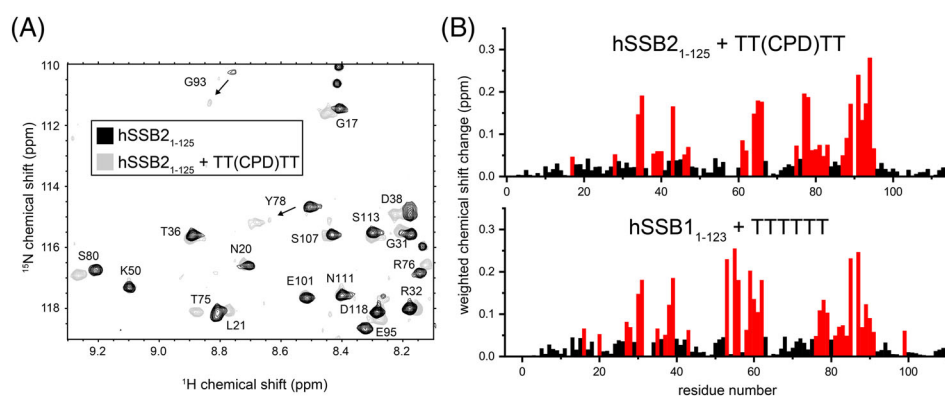 (A)
110
112
114
116
118
¹⁵N chemical shift (ppm)
G93
G17
hSSB2₁₋₁₂₅
hSSB2₁₋₁₂₅ + TT(CPD)TT
Y78
D38
T36
S107
S113
G31
S80
N20
K50
R76
E101
N111
T75
R32
L21
D118
E95
9.2
9.0
8.8
8.6
8.4
8.2
¹H chemical shift (ppm)
(B)
weighted chemical shift change (ppm)
0.3
0.2
0.1
0.0
hSSB2₁₋₁₂₅ + TT(CPD)TT
0
20
40
60
80
100
0.3
0.2
0.1
0.0
hSSB1₁₋₁₂₃ + TTTTTT
20
40
60
80
100
residue number